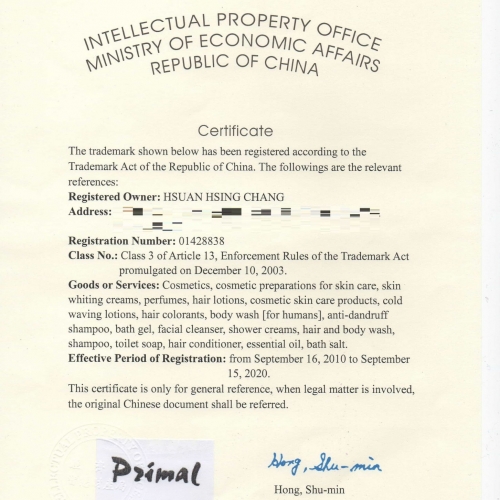 INTELLECTUAL PROPERTY OFFICE
MINISTRY OF ECONOMIC AFFAIRS
REPUBLIC OF CHINA
Certificate
The trademark shown below has been registered according to the
Trademark Act of the Republic of China. The followings are the relevant
references:
Registered Owner: HSUAN HSING CHANG
Address:
Registration Number: 01428838
Class No.: Class 3 of Article 13, Enforcement Rules of the Trademark Act
promulgated on December 10, 2003.
Goods or Services: Cosmetics, cosmetic preparations for skin care, skin
whiting creams, perfumes, hair lotions, cosmetic skin care products, cold
waving lotions, hair colorants, body wash [for humans], anti-dandruff
shampoo, bath gel, facial cleanser, shower creams, hair and body wash,
shampoo, toilet soap, hair conditioner, essential oil, bath salt.
Effective Period of Registration: from September 16, 2010 to September
15, 2020.
This certificate is only for general reference, when legal matter is involved,
the original Chinese document shall be referred.
Primal
Hong, Shu-min
Hong, Shu-min